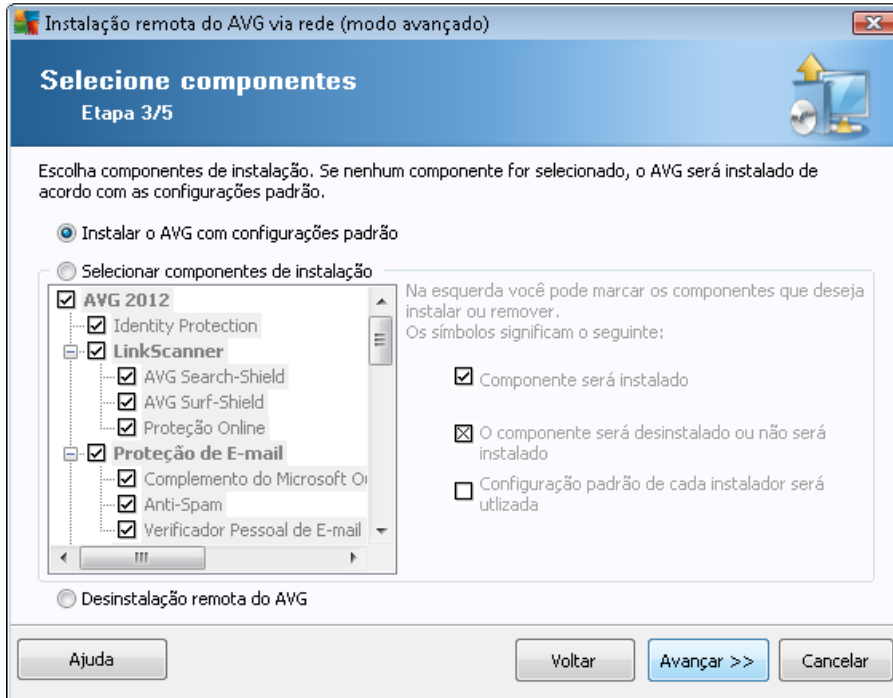 Instalação remota do AVG via rede (modo avançado)
Selecione componentes
Etapa 3/5
Escolha componentes de instalação. Se nenhum componente for selecionado, o AVG será instalado de
acordo com as configurações padrão.
Instalar o AVG com configurações padrão
Selecionar componentes de instalação
AVG 2012
Identity Protection
LinkScanner
AVG Search-Shield
AVG Surf-Shield
Proteção Online
Proteção de E-mail
Complemento do Microsoft
Anti-Spam
Verificador Pessoal de E-mail
Na esquerda você pode marcar os componentes que deseja
instalar ou remover.
Os símbolos significam o seguinte:
Componente será instalado
O componente será desinstalado ou não será
instalado
Configuração padrão de cada instalador será
utlizada
Desinstalação remota do AVG
Ajuda
Voltar
Avançar >>
Cancelar